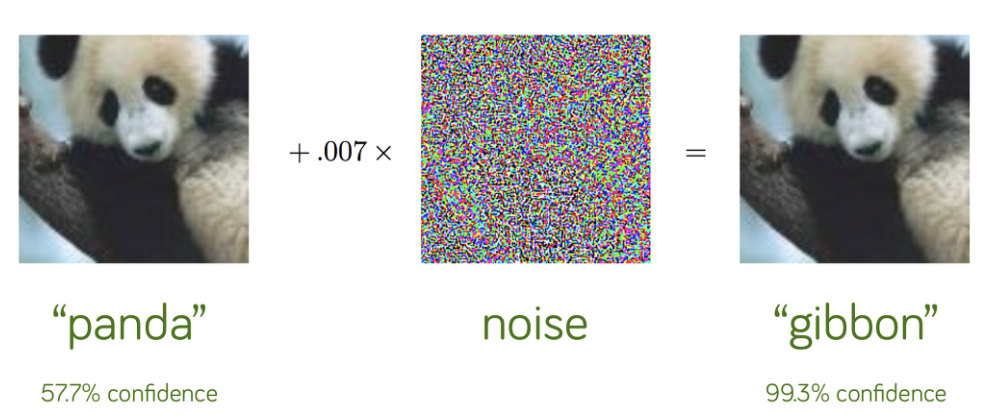 + .007 ×
=
“panda”
noise
“gibbon”
57.7% confidence
99.3% confidence